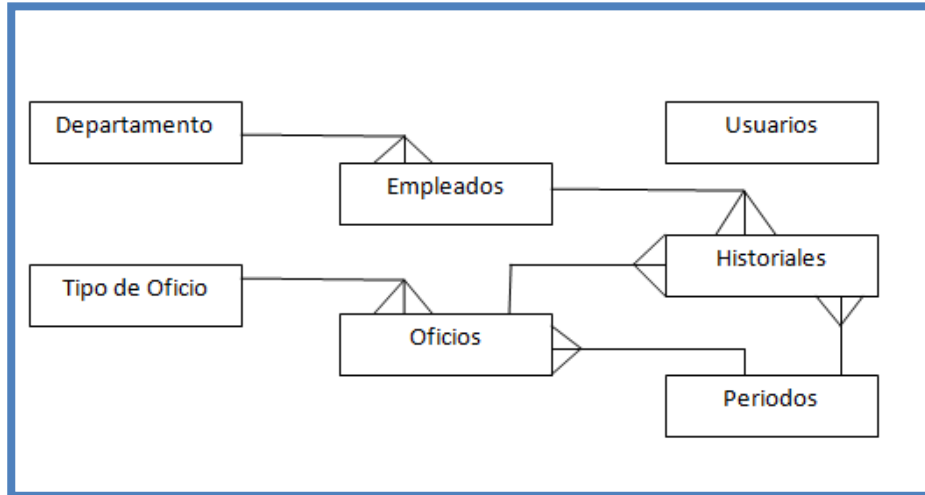 Departamento
Usuarios
Empleados
Tipo de Oficio
Historiales
Oficios
Periodos